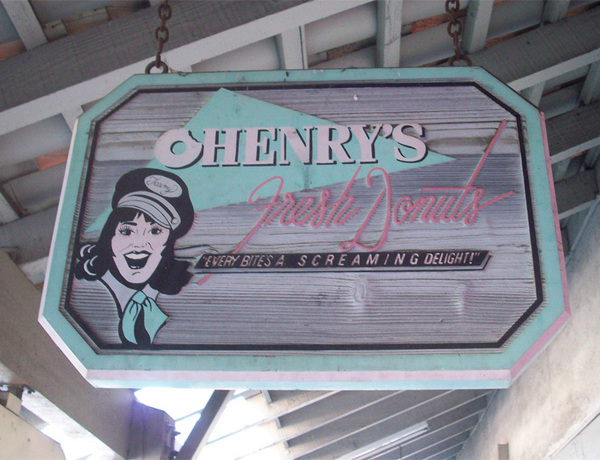 OHENRY'S
Fresh Donuts
"EVERY BITES A SCREAMING DELIGHT!"